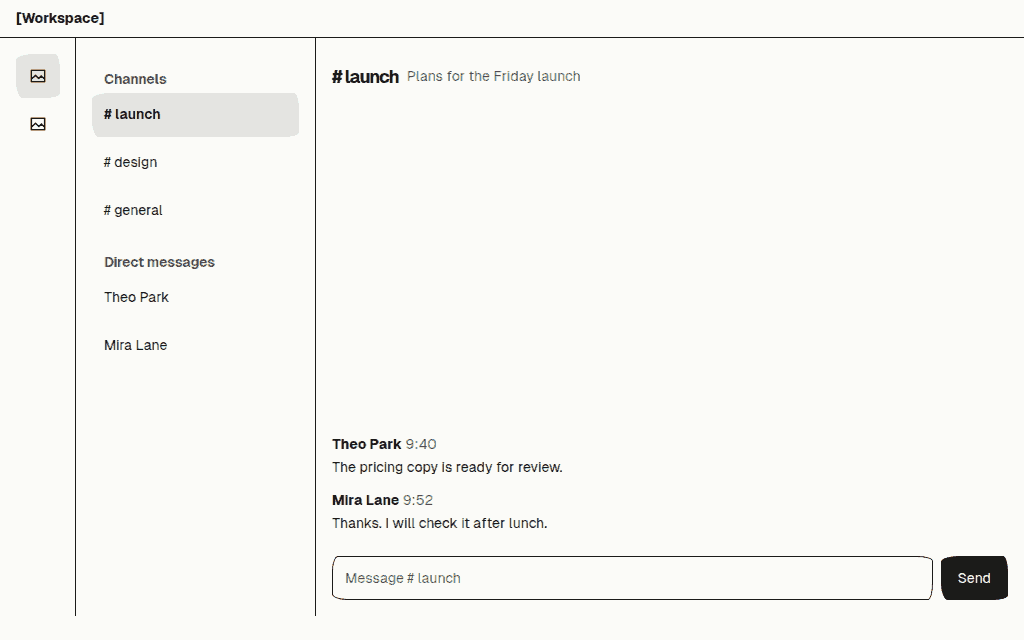 [Workspace]
Channels
# launch
# design
# general
Direct messages
Theo Park
Mira Lane
# launch Plans for the Friday launch
Theo Park 9:40
The pricing copy is ready for review.
Mira Lane 9:52
Thanks. I will check it after lunch.
Message # launch
Send